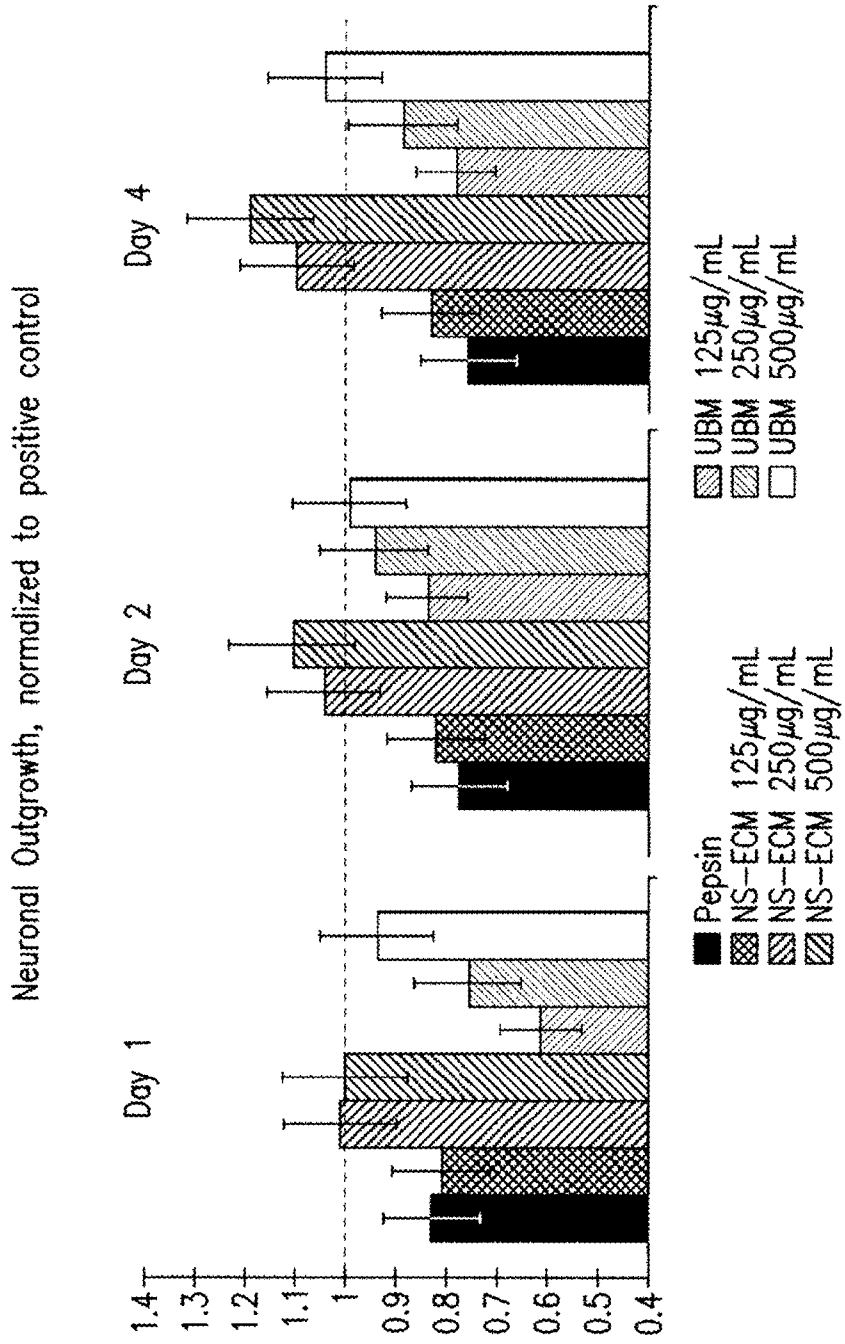 Neuronal Outgrowth, normalized to positive control
Day 1
Day 2
Day 4
1.4
1.3
1.2
1.1
1
0.9
0.8
0.7
0.6
0.5
0.4
Pepsin
NS-ECM 125µg/mL
NS-ECM 250µg/mL
NS-ECM 500µg/mL
UBM 125µg/mL
UBM 250µg/mL
UBM 500µg/mL